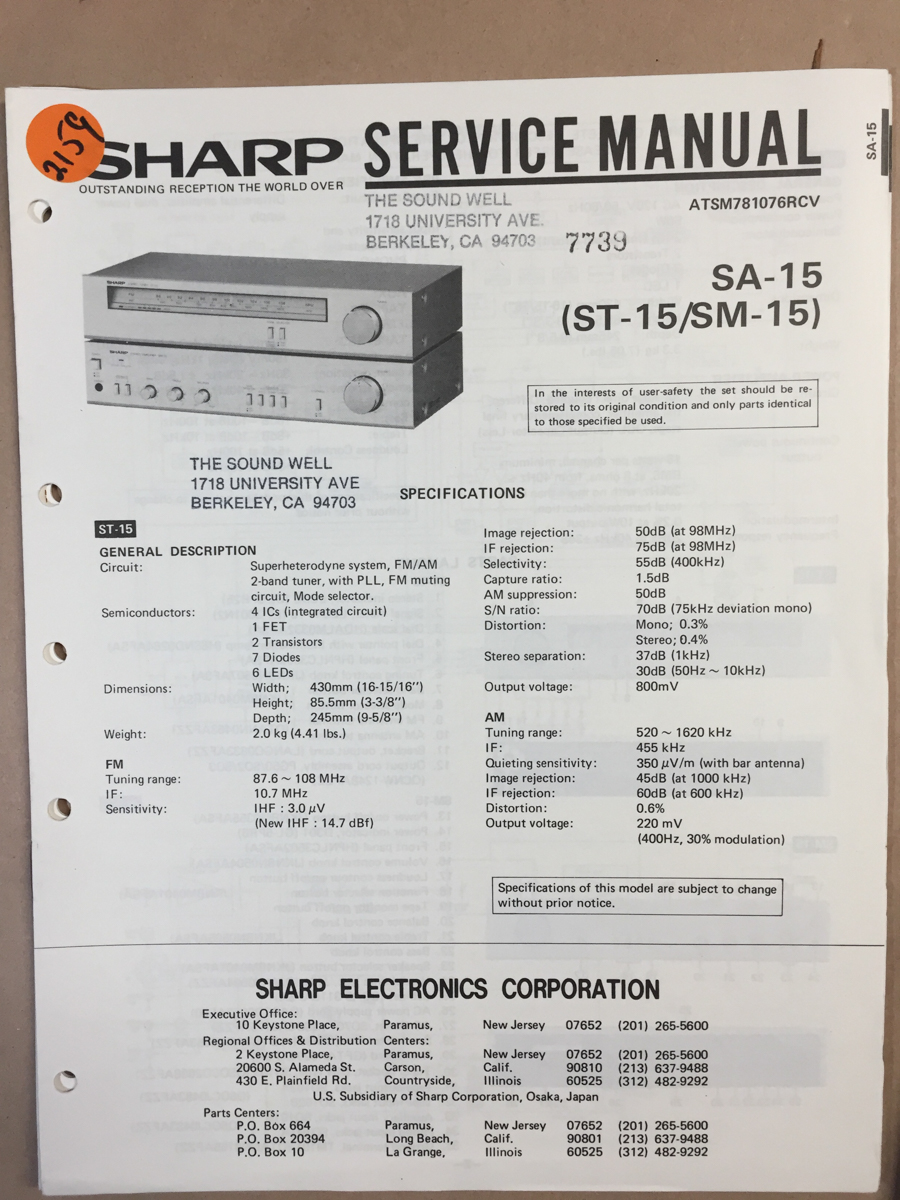 2159
SHARP SERVICE MANUAL
SA-15
OUTSTANDING RECEPTION THE WORLD OVER
THE SOUND WELL
1718 UNIVERSITY AVE.
BERKELEY, CA 94703 7739
ATSM781076RCV
SA-15
(ST-15/SM-15)
SHARP
SHARP
In the interests of user-safety the set should be re-
stored to its original condition and only parts identical
to those specified be used.
THE SOUND WELL
1718 UNIVERSITY AVE
BERKELEY, CA 94703
SPECIFICATIONS
ST-15
GENERAL DESCRIPTION
Circuit: Superheterodyne system, FM/AM
2-band tuner, with PLL, FM muting
circuit, Mode selector.
Semiconductors: 4 ICs (integrated circuit)
1 FET
2 Transistors
7 Diodes
6 LEDs
Dimensions: Width; 430mm (16-15/16")
Height; 85.5mm (3-3/8")
Depth; 245mm (9-5/8")
Weight: 2.0 kg (4.41 lbs.)
FM
Tuning range: 87.6 ~ 108 MHz
IF: 10.7 MHz
Sensitivity: IHF : 3.0 μV
(New IHF : 14.7 dBf)
Image rejection: 50dB (at 98MHz)
IF rejection: 75dB (at 98MHz)
Selectivity: 55dB (400kHz)
Capture ratio: 1.5dB
AM suppression: 50dB
S/N ratio: 70dB (75kHz deviation mono)
Distortion: Mono; 0.3%
Stereo; 0.4%
Stereo separation: 37dB (1kHz)
30dB (50Hz ~ 10kHz)
Output voltage: 800mV
AM
Tuning range: 520 ~ 1620 kHz
IF: 455 kHz
Quieting sensitivity: 350 μV/m (with bar antenna)
Image rejection: 45dB (at 1000 kHz)
IF rejection: 60dB (at 600 kHz)
Distortion: 0.6%
Output voltage: 220 mV
(400Hz, 30% modulation)
Specifications of this model are subject to change
without prior notice.
SHARP ELECTRONICS CORPORATION
Executive Office:
10 Keystone Place, Paramus, New Jersey 07652 (201) 265-5600
Regional Offices & Distribution Centers:
2 Keystone Place, Paramus, New Jersey 07652 (201) 265-5600
20600 S. Alameda St. Carson, Calif. 90810 (213) 637-9488
430 E. Plainfield Rd. Countryside, Illinois 60525 (312) 482-9292
U.S. Subsidiary of Sharp Corporation, Osaka, Japan
Parts Centers:
P.O. Box 664 Paramus, New Jersey 07652 (201) 265-5600
P.O. Box 20394 Long Beach, Calif. 90801 (213) 637-9488
P.O. Box 10 La Grange, Illinois 60525 (312) 482-9292